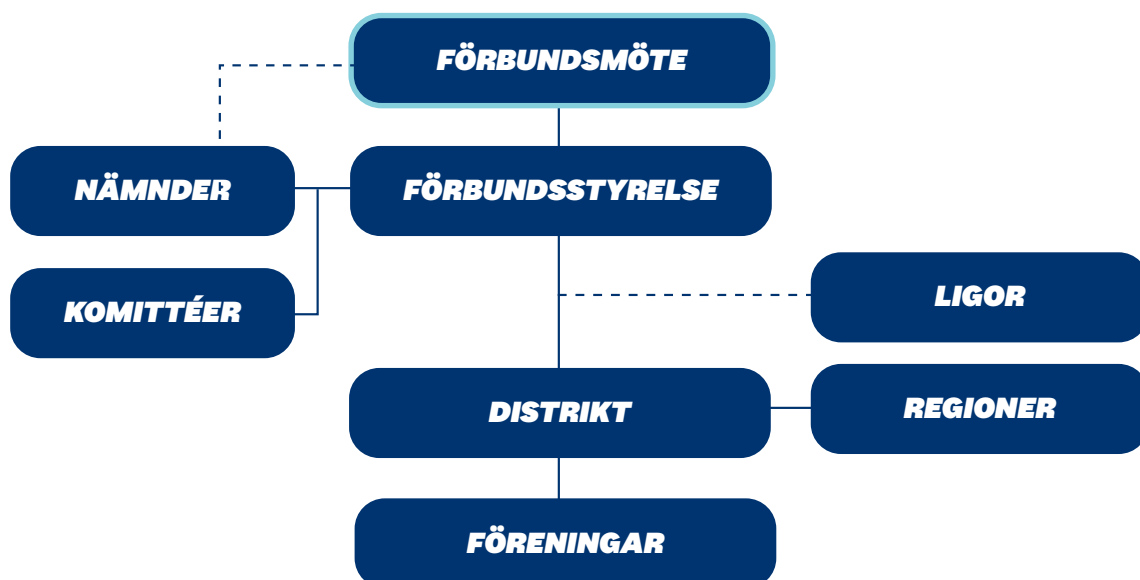 FÖRBUNDSMÖTE
NÄMNDER
FÖRBUNDSSTYRELSE
KOMITTÉER
LIGOR
DISTRIKT
REGIONER
FÖRENINGAR